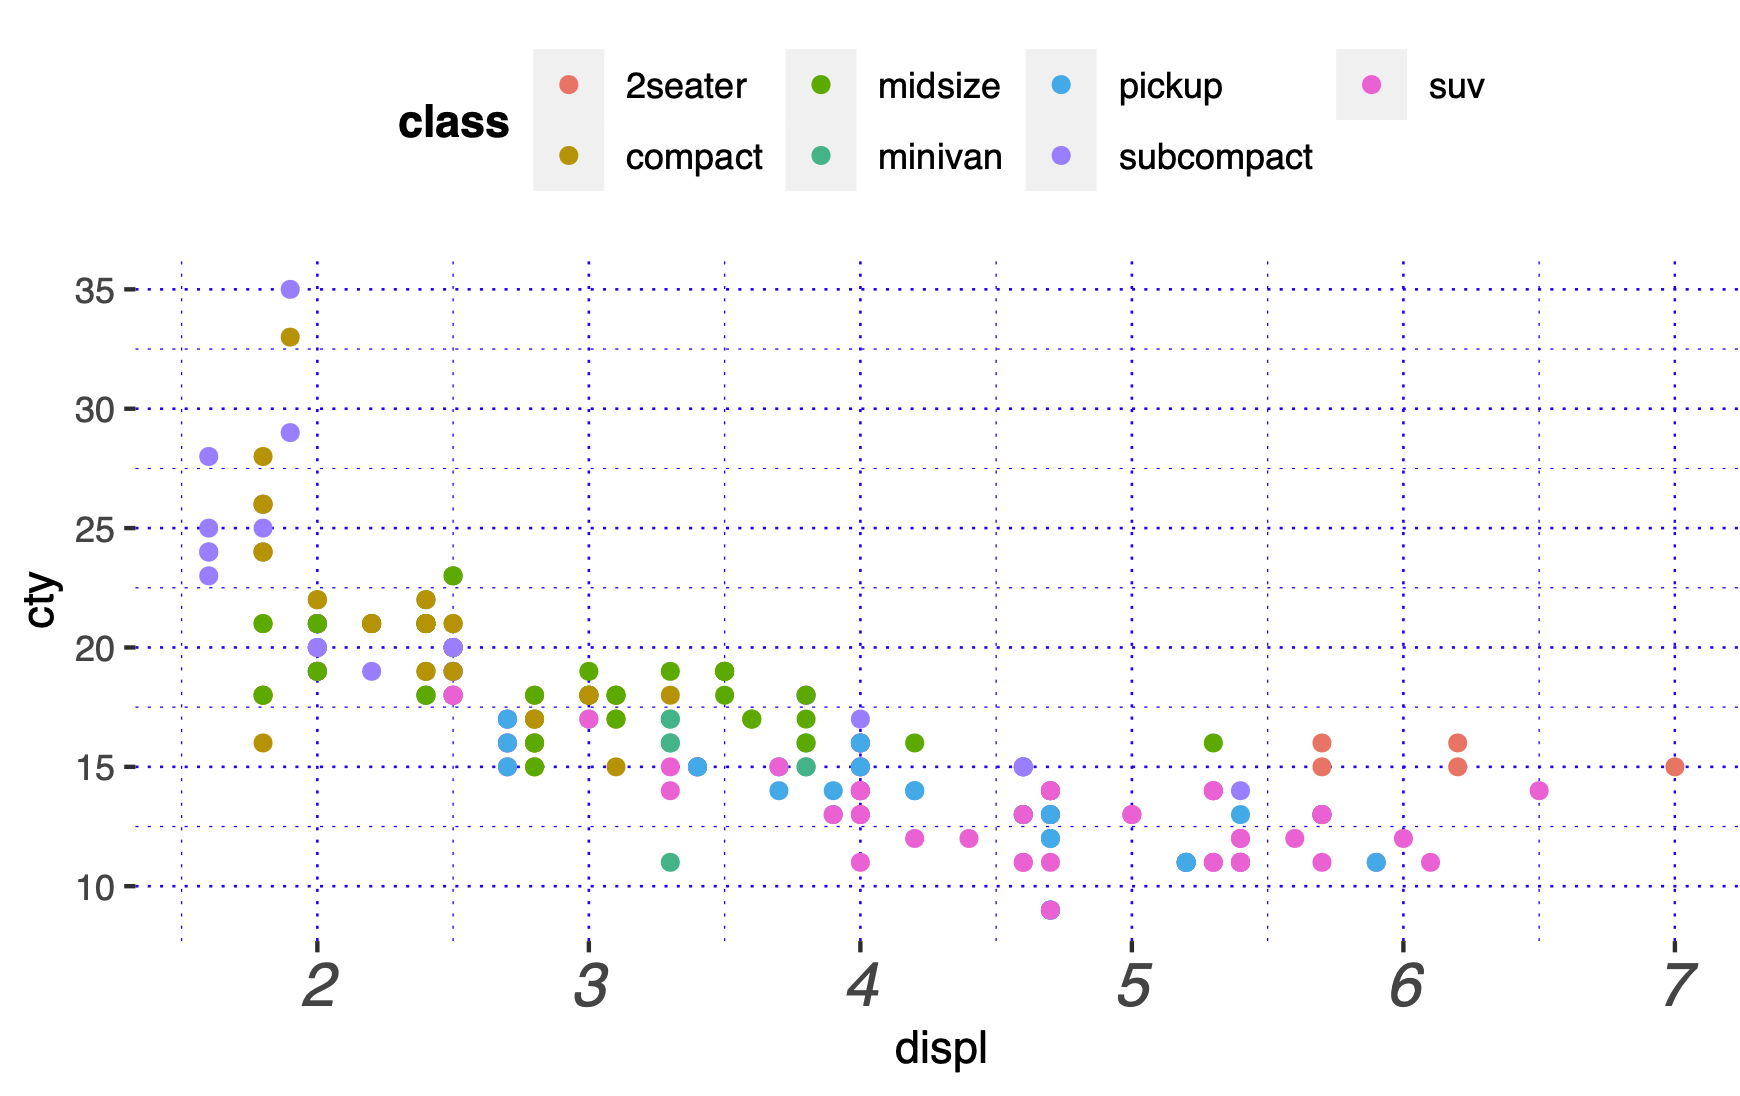 class
2seater midsize pickup suv
compact minivan subcompact
35
30
25
20
15
10
cty
2 3 4 5 6 7
displ